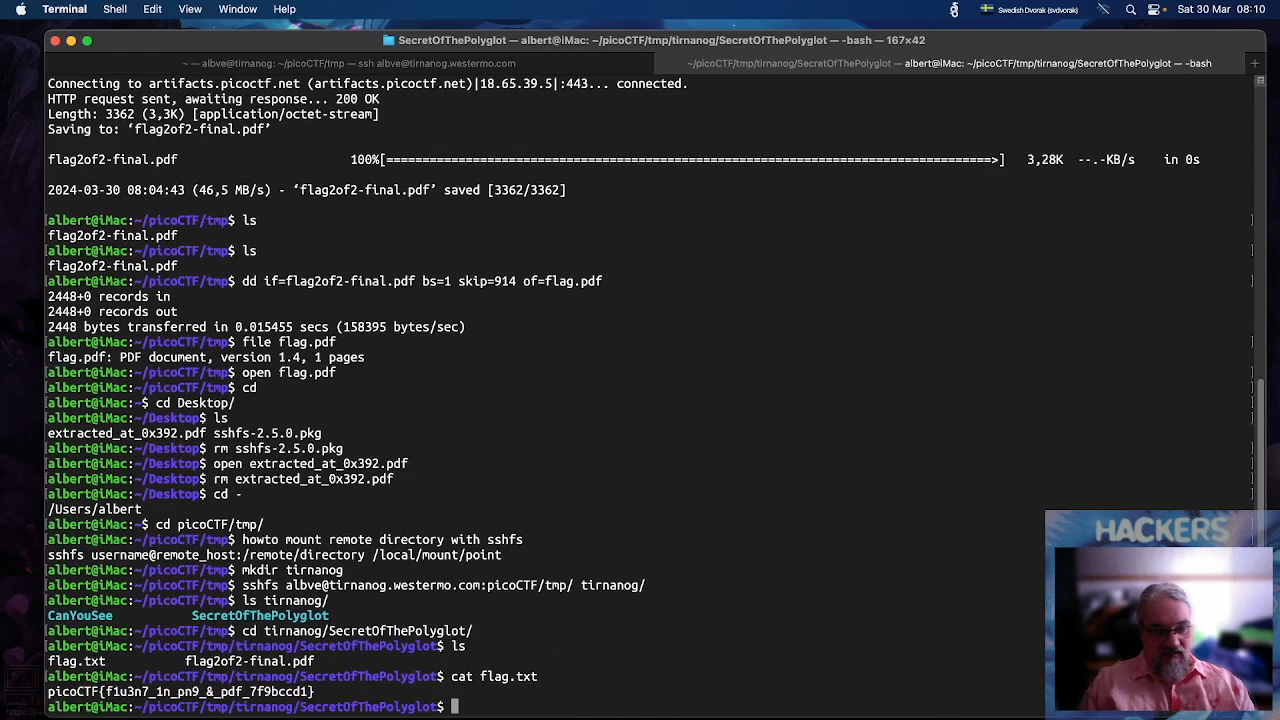 Terminal Shell Edit View Window Help Swedish Dvorak (svdvorak) Sat 30 Mar 08:10
SecretOfThePolyglot — albert@iMac: ~/picoCTF/tmp/tirnanog/SecretOfThePolyglot — -bash — 167×42
~ — albve@tirnanog: ~/picoCTF/tmp — ssh albve@tirnanog.westermo.com
~/picoCTF/tmp/tirnanog/SecretOfThePolyglot — albert@iMac: ~/picoCTF/tmp/tirnanog/SecretOfThePolyglot — -bash
Connecting to artifacts.picoctf.net (artifacts.picoctf.net)|18.65.39.5|:443... connected.
HTTP request sent, awaiting response... 200 OK
Length: 3362 (3,3K) [application/octet-stream]
Saving to: ‘flag2of2-final.pdf’
flag2of2-final.pdf 100%[===================================================================================>] 3,28K --.-KB/s in 0s
2024-03-30 08:04:43 (46,5 MB/s) - ‘flag2of2-final.pdf’ saved [3362/3362]
albert@iMac:~/picoCTF/tmp$ ls
flag2of2-final.pdf
albert@iMac:~/picoCTF/tmp$ ls
flag2of2-final.pdf
albert@iMac:~/picoCTF/tmp$ dd if=flag2of2-final.pdf bs=1 skip=914 of=flag.pdf
2448+0 records in
2448+0 records out
2448 bytes transferred in 0.015455 secs (158395 bytes/sec)
albert@iMac:~/picoCTF/tmp$ file flag.pdf
flag.pdf: PDF document, version 1.4, 1 pages
albert@iMac:~/picoCTF/tmp$ open flag.pdf
albert@iMac:~/picoCTF/tmp$ cd
albert@iMac:~$ cd Desktop/
albert@iMac:~/Desktop$ ls
extracted_at_0x392.pdf sshfs-2.5.0.pkg
albert@iMac:~/Desktop$ rm sshfs-2.5.0.pkg
albert@iMac:~/Desktop$ open extracted_at_0x392.pdf
albert@iMac:~/Desktop$ rm extracted_at_0x392.pdf
albert@iMac:~/Desktop$ cd -
/Users/albert
albert@iMac:~$ cd picoCTF/tmp/
albert@iMac:~/picoCTF/tmp$ howto mount remote directory with sshfs
sshfs username@remote_host:/remote/directory /local/mount/point
albert@iMac:~/picoCTF/tmp$ mkdir tirnanog
albert@iMac:~/picoCTF/tmp$ sshfs albve@tirnanog.westermo.com:picoCTF/tmp/ tirnanog/
albert@iMac:~/picoCTF/tmp$ ls tirnanog/
CanYouSee SecretOfThePolyglot
albert@iMac:~/picoCTF/tmp$ cd tirnanog/SecretOfThePolyglot/
albert@iMac:~/picoCTF/tmp/tirnanog/SecretOfThePolyglot$ ls
flag.txt flag2of2-final.pdf
albert@iMac:~/picoCTF/tmp/tirnanog/SecretOfThePolyglot$ cat flag.txt
picoCTF{f1u3n7_1n_pn9_&_pdf_7f9bccd1}
albert@iMac:~/picoCTF/tmp/tirnanog/SecretOfThePolyglot$
HACKERS